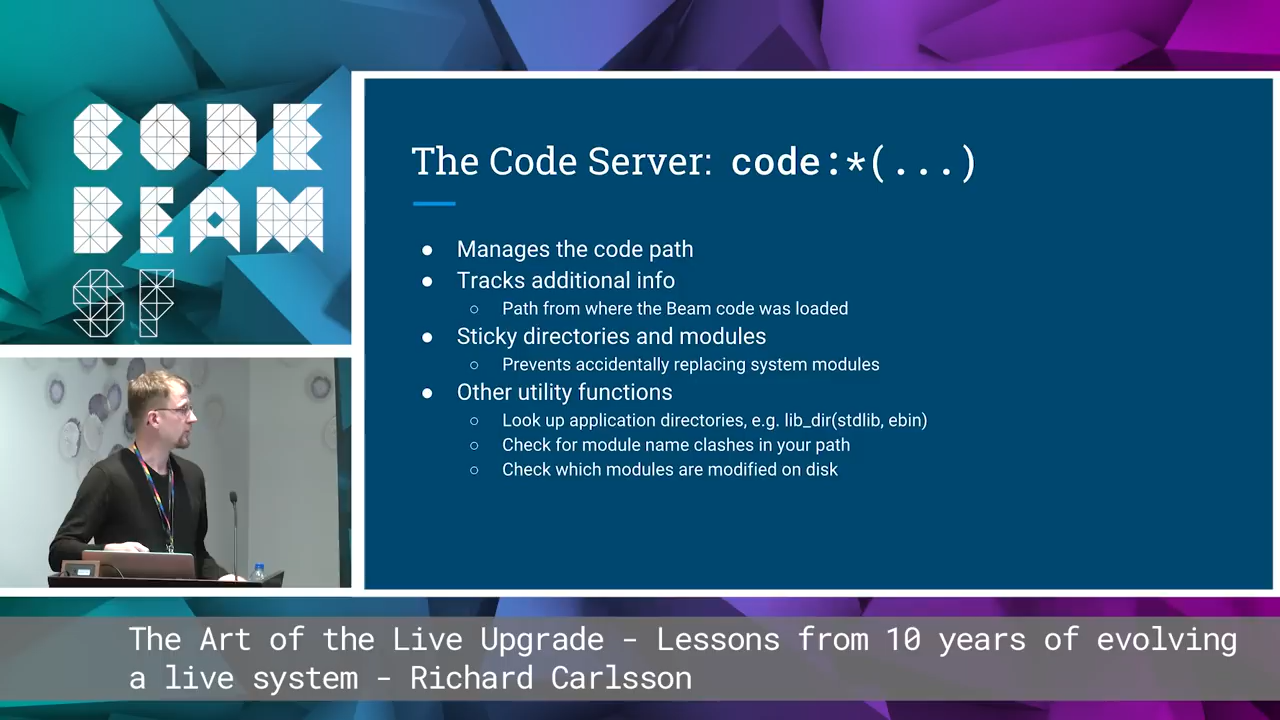 CODE
BEAM
SF
The Code Server: code:*(...)
● Manages the code path
● Tracks additional info
○ Path from where the Beam code was loaded
● Sticky directories and modules
○ Prevents accidentally replacing system modules
● Other utility functions
○ Look up application directories, e.g. lib_dir(stdlib, ebin)
○ Check for module name clashes in your path
○ Check which modules are modified on disk
The Art of the Live Upgrade - Lessons from 10 years of evolving
a live system - Richard Carlsson